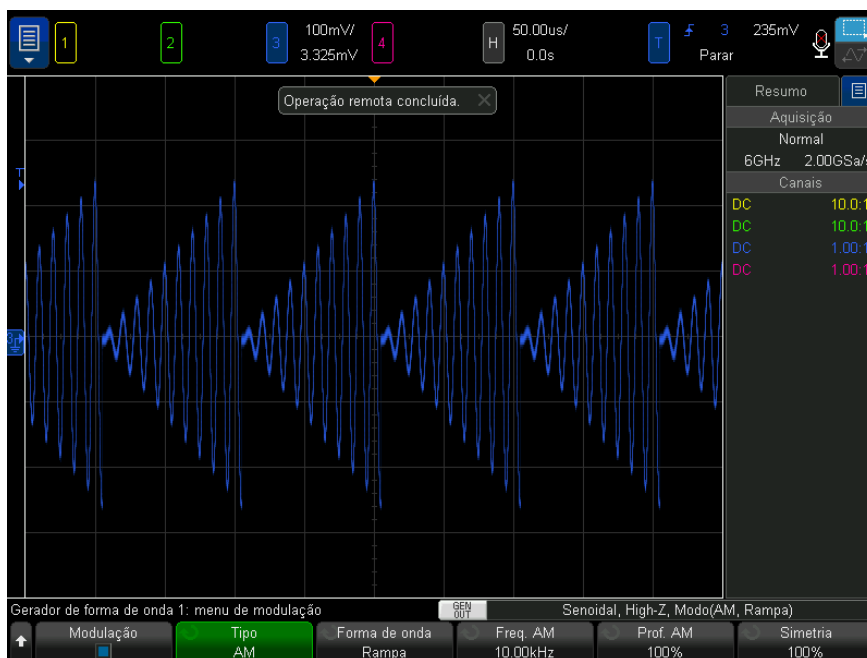 1 2 3 100mV/ 4 H 50.00us/ T 3 235mV
3.325mV 0.0s Parar
Operação remota concluída.
Resumo
Aquisição
Normal
6GHz 2.00GSa/s
Canais
DC 10.0:1
DC 10.0:1
DC 1.00:1
DC 1.00:1
T
3
Gerador de forma de onda 1: menu de modulação GEN OUT Senoidal, High-Z, Modo(AM, Rampa)
Modulação Tipo Forma de onda Freq. AM Prof. AM Simetria
AM Rampa 10.00kHz 100% 100%